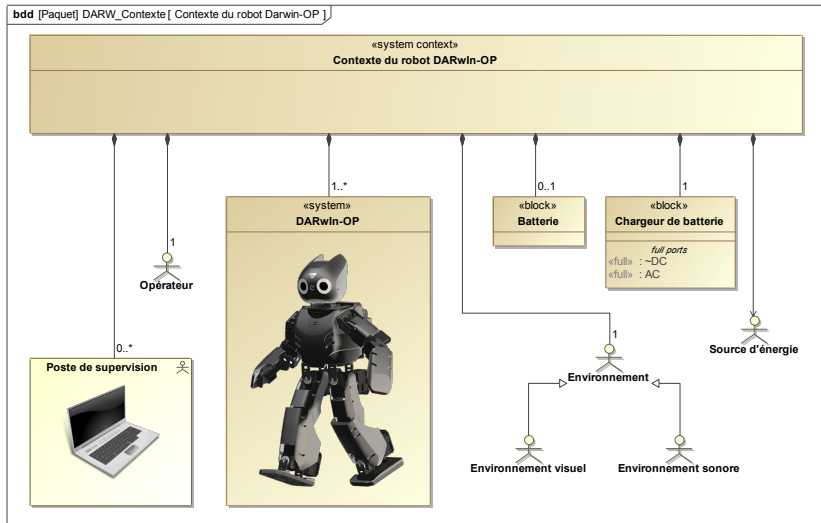 bdd [Paquet] DARW_Contexte [ Contexte du robot Darwin-OP ]
«system context»
Contexte du robot DARwIn-OP
1
Opérateur
0..*
Poste de supervision
1..*
«system»
DARwIn-OP
0..1
«block»
Batterie
1
«block»
Chargeur de batterie
full ports
«full» : ~DC
«full» : AC
Source d'énergie
1
Environnement
Environnement visuel
Environnement sonore